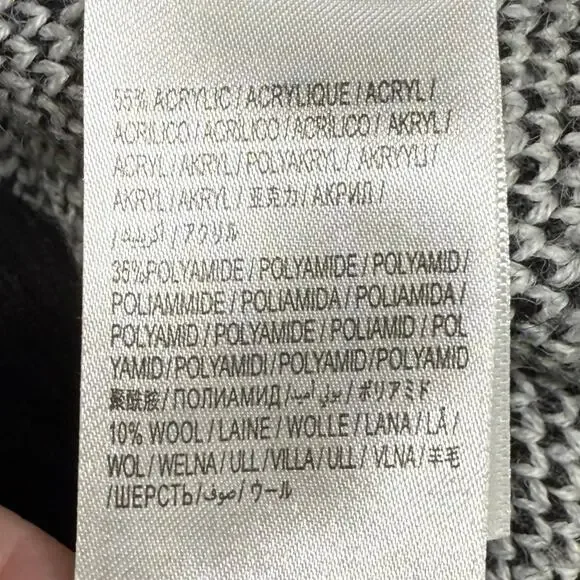 55% ACRYLIC / ACRYLIQUE / ACRYL /
ACRILICO / ACRÍLICO / ACRÍLICO / AKRYL /
ACRYL / AKRYL / POLYAKRYL / AKRYYLI /
AKRYL / AKRYL / 亚克力 / АКРИЛ /
/ アクリル
35%POLYAMIDE / POLYAMIDE / POLYAMID /
POLIAMMIDE / POLIAMIDA / POLIAMIDA /
POLYAMID / POLYAMIDE / POLIAMID / POL
YAMID / POLYAMIDI / POLYAMID / POLYAMID
聚酰胺 / ПОЛИАМИД / بولي أميد / ポリアミド
10% WOOL / LAINE / WOLLE / LANA / LÃ /
WOL / WELNA / ULL / VILLA / ULL / VLNA / 羊毛
/ ШЕРСТЬ / صوف / ウール